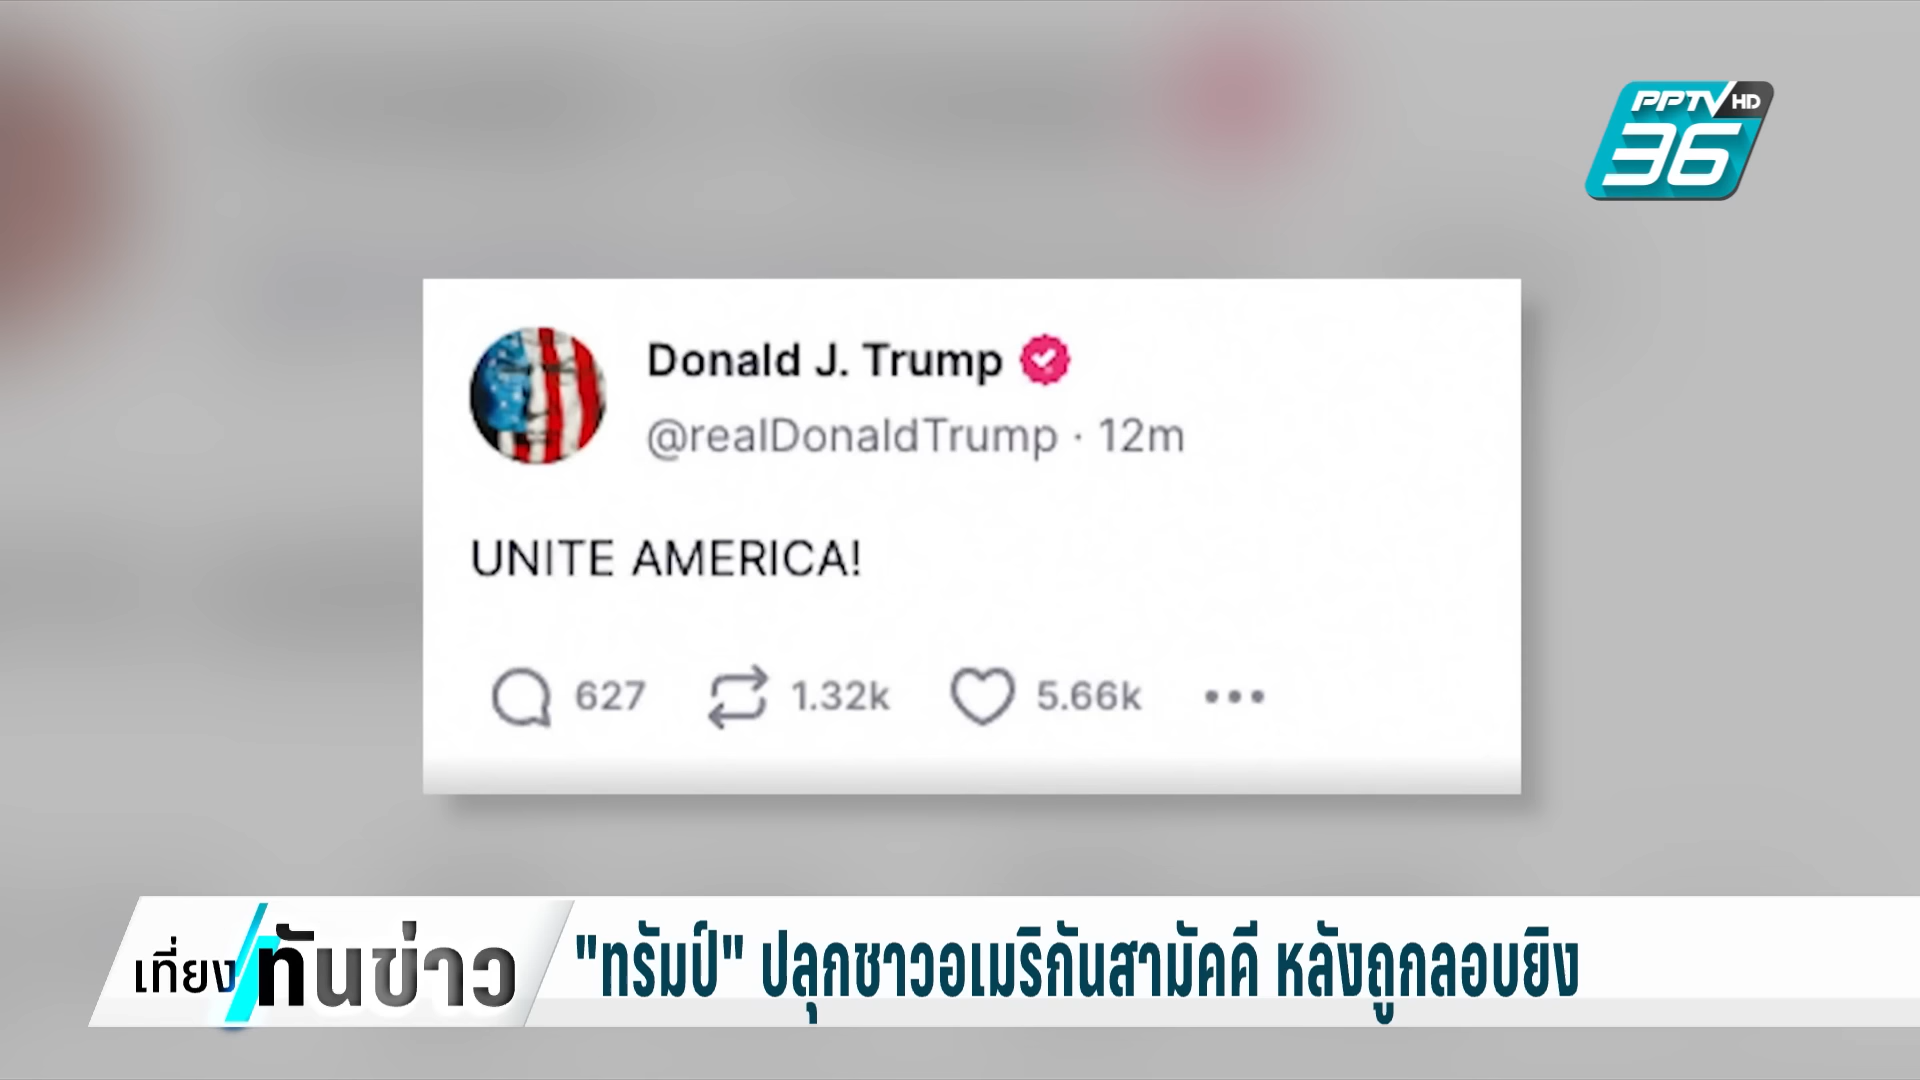 PPTV HD
36
Donald J. Trump
@realDonaldTrump · 12m
UNITE AMERICA!
627 1.32k 5.66k
เที่ยงทันข่าว
"ทรัมป์" ปลุกชาวอเมริกันสามัคคี หลังถูกลอบยิง